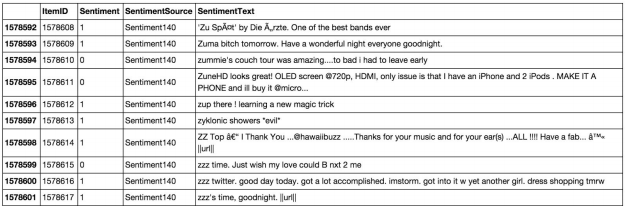 ItemID Sentiment SentimentSource SentimentText
1578592 1578608 1 Sentiment140 'Zu SpÃ¤t' by Die Ã„rzte. One of the best bands ever
1578593 1578609 1 Sentiment140 Zuma bitch tomorrow. Have a wonderful night everyone goodnight.
1578594 1578610 0 Sentiment140 zummie's couch tour was amazing....to bad i had to leave early
1578595 1578611 0 Sentiment140 ZuneHD looks great! OLED screen @720p, HDMI, only issue is that I have an iPhone and 2 iPods . MAKE IT A
PHONE and ill buy it @micro...
1578596 1578612 1 Sentiment140 zup there ! learning a new magic trick
1578597 1578613 1 Sentiment140 zyklonic showers *evil*
1578598 1578614 1 Sentiment140 ZZ Top â€“ I Thank You ...@hawaiibuzz .....Thanks for your music and for your ear(s) ...ALL !!!! Have a fab... â™«
||url||
1578599 1578615 0 Sentiment140 zzz time. Just wish my love could B nxt 2 me
1578600 1578616 1 Sentiment140 zzz twitter. good day today. got a lot accomplished. imstorm. got into it w yet another girl. dress shopping tmrw
1578601 1578617 1 Sentiment140 zzz's time, goodnight. ||url||